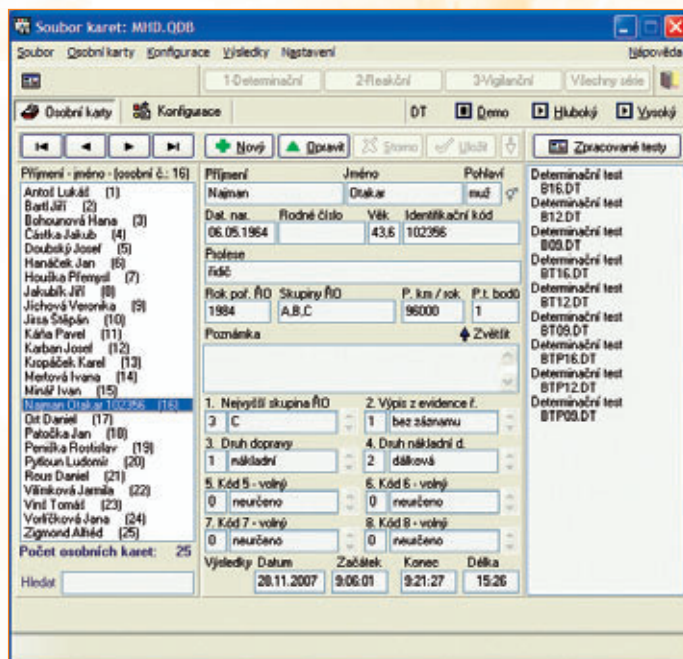 Soubor karet: MHD.QDB
Soubor Osobní karty Konfigurace Výsledky Nastavení Nápověda
1-Determinační 2-Reakční 3-Vigilanční Všechny série
Osobní karty Konfigurace DT Demo Hluboký Vysoký
Nový Opravit Storno Uložit Zpracované testy
Příjmení - jméno - (osobní č.: 16)
Antoš Lukáš (1)
Bartl Jiří (2)
Bohounová Hana (3)
Částka Jakub (4)
Doubský Josef (5)
Hanáček Jan (6)
Houška Přemysl (7)
Jakubík Jiří (8)
Jíchová Veronika (9)
Jirsa Štěpán (10)
Káňa Pavel (11)
Karban Josef (12)
Kropáček Karel (13)
Mertová Ivana (14)
Minář Ivan (15)
Najman Otakar 102356 (16)
Ort Daniel (17)
Patočka Jan (18)
Peniška Rostislav (19)
Pytloun Ludomír (20)
Rous Daniel (21)
Vilímková Jarmila (22)
Vinš Tomáš (23)
Vorlíčková Jana (24)
Zigmond Alfréd (25)
Počet osobních karet: 25
Hledat
Příjmení Jméno Pohlaví
Najman Otakar muž
Dat. nar. Rodné číslo Věk Identifikační kód
06.05.1964 43,6 102356
Profese
řidič
Rok poř. ŘO Skupiny ŘO P. km / rok P.t. bodů
1984 A,B,C 96000 1
Poznámka Zvětšit
1. Nejvyšší skupina ŘO 2. Výpis z evidence ř.
3 C 1 bez záznamu
3. Druh dopravy 4. Druh nákladní d.
1 nákladní 2 dálková
5. Kód 5 - volný 6. Kód 6 - volný
0 neurčeno 0 neurčeno
7. Kód 7 - volný 8. Kód 8 - volný
0 neurčeno 0 neurčeno
Výsledky Datum Začátek Konec Délka
28.11.2007 9:06:01 9:21:27 15:26
Determinační test
B16.DT
Determinační test
B12.DT
Determinační test
B09.DT
Determinační test
BT16.DT
Determinační test
BT12.DT
Determinační test
BT09.DT
Determinační test
BTP16.DT
Determinační test
BTP12.DT
Determinační test
BTP09.DT